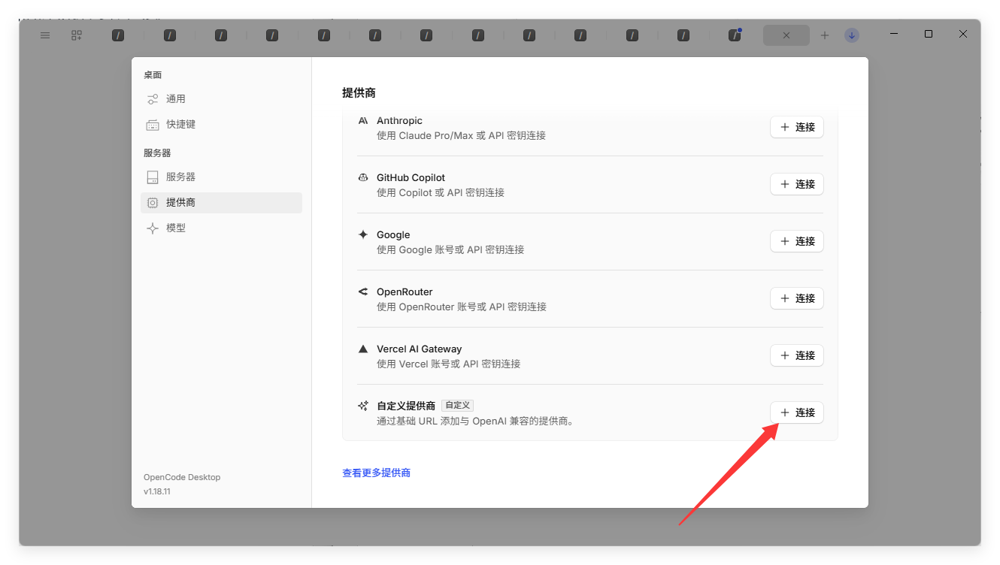 桌面
通用
快捷键
服务器
服务器
提供商
模型
OpenCode Desktop
v1.18.11
提供商
Anthropic
使用 Claude Pro/Max 或 API 密钥连接
连接
GitHub Copilot
使用 Copilot 或 API 密钥连接
连接
Google
使用 Google 账号或 API 密钥连接
连接
OpenRouter
使用 OpenRouter 账号或 API 密钥连接
连接
Vercel AI Gateway
使用 Vercel 账号或 API 密钥连接
连接
自定义提供商 自定义
通过基础 URL 添加与 OpenAI 兼容的提供商。
连接
查看更多提供商